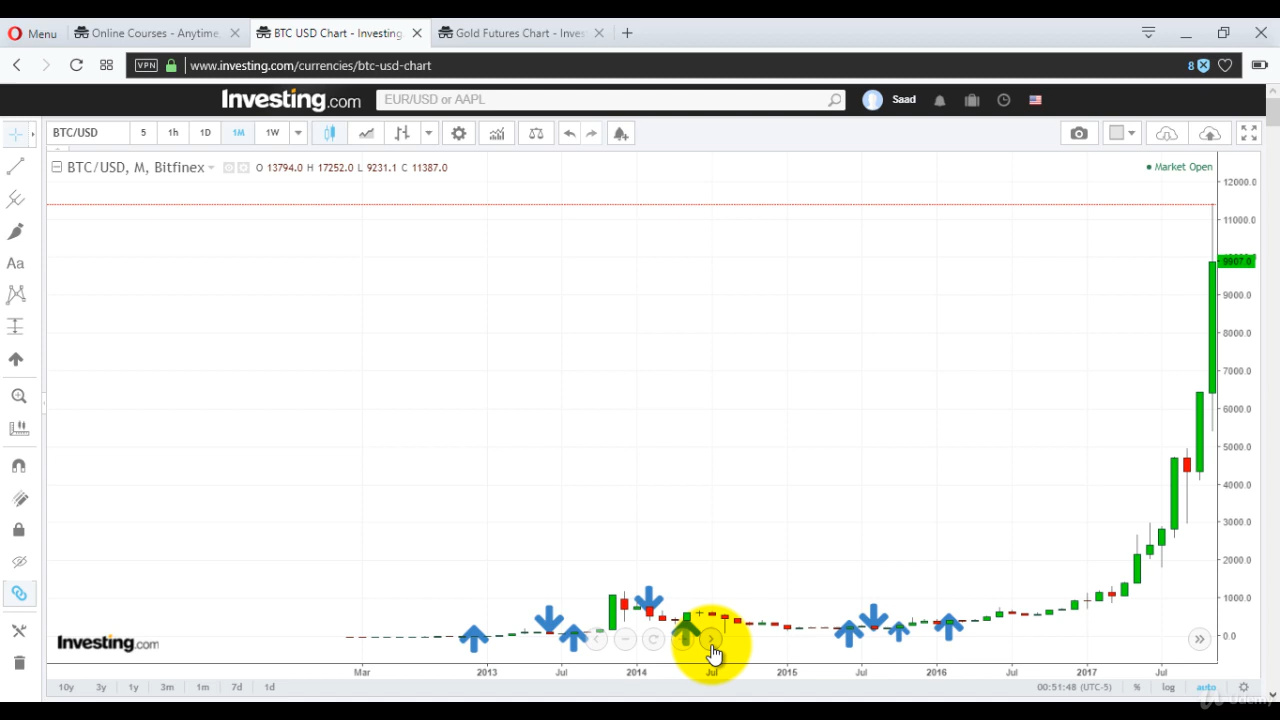 Menu
Online Courses - Anytime,
BTC USD Chart - Investing.
Gold Futures Chart - Inves
VPN
www.investing.com/currencies/btc-usd-chart
8
Investing.com
EUR/USD or AAPL
Saad
BTC/USD
5
1h
1D
1M
1W
BTC/USD, M, Bitfinex
O 13794.0 H 17252.0 L 9231.1 C 11387.0
Market Open
Aa
12000.0
11000.0
9907.0
9000.0
8000.0
7000.0
6000.0
5000.0
4000.0
3000.0
2000.0
1000.0
0.0
Investing.com
Mar
2013
Jul
2014
Jul
2015
Jul
2016
Jul
2017
Jul
10y
3y
1y
3m
1m
7d
1d
00:51:48 (UTC-5)
%
log
auto
Udemy